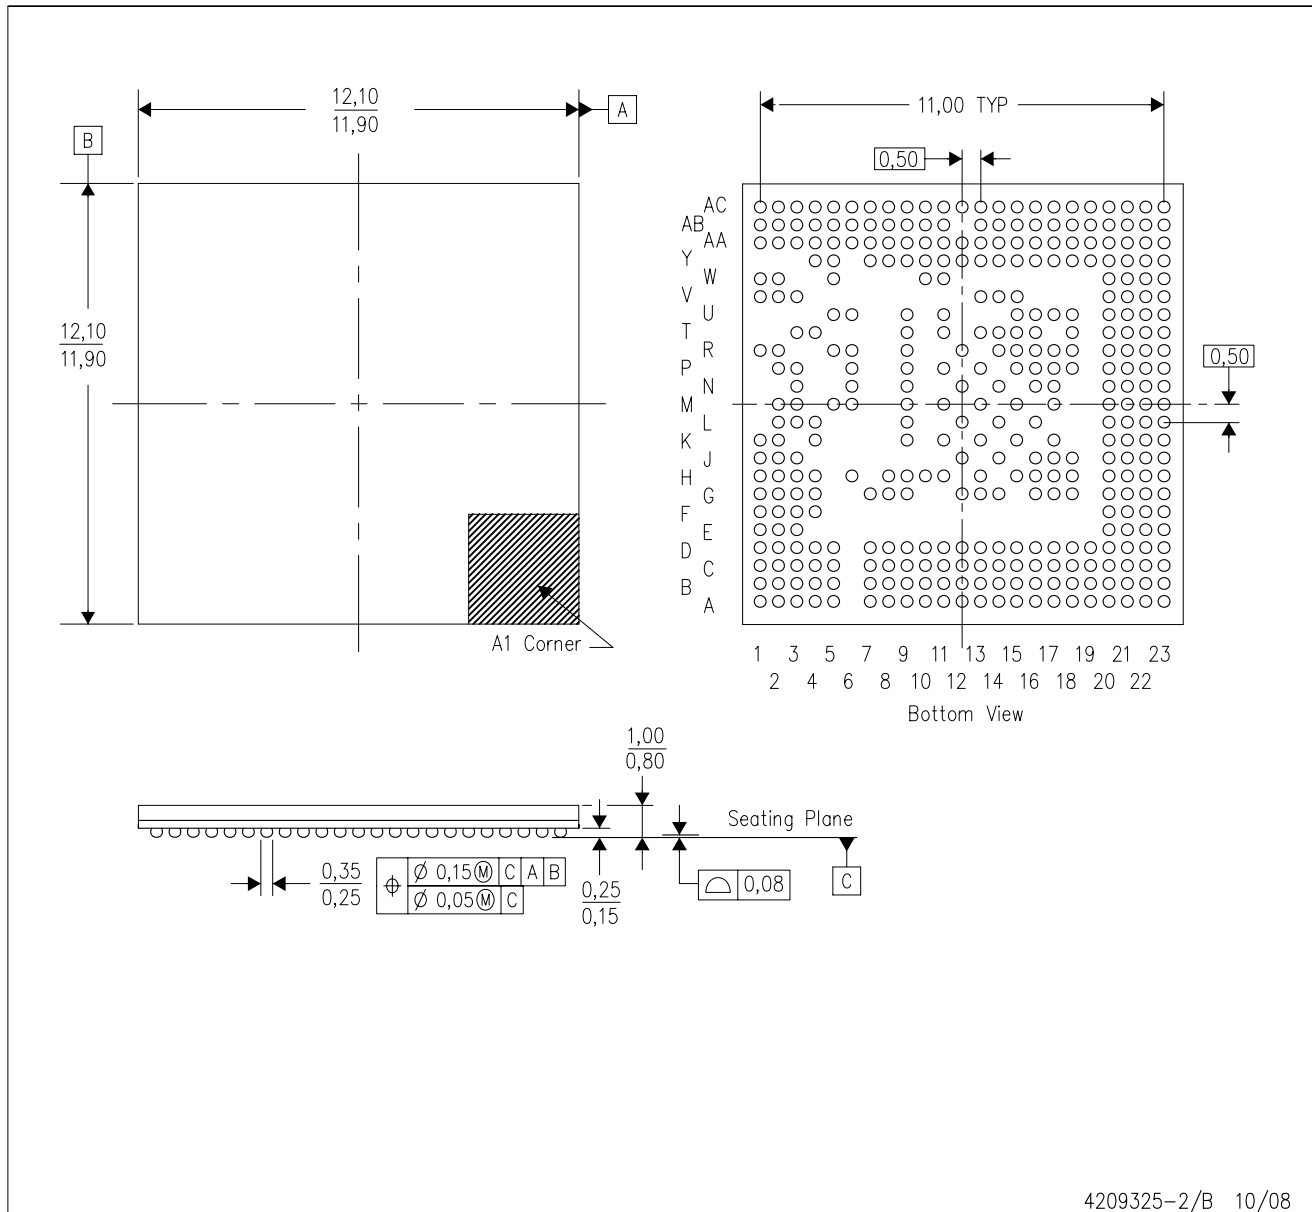 12,10
11,90
A
11,00 TYP
B
0,50
AC
AB
AA
Y
W
V
U
T
R
P
N
M
L
K
J
H
G
F
E
D
C
B
A
12,10
11,90
0,50
A1 Corner
1 3 5 7 9 11 13 15 17 19 21 23
2 4 6 8 10 12 14 16 18 20 22
Bottom View
1,00
0,80
Seating Plane
0,35
0,25
Ø 0,15 Ⓜ C A B
Ø 0,05 Ⓜ C
0,25
0,15
0,08
C
4209325-2/B 10/08